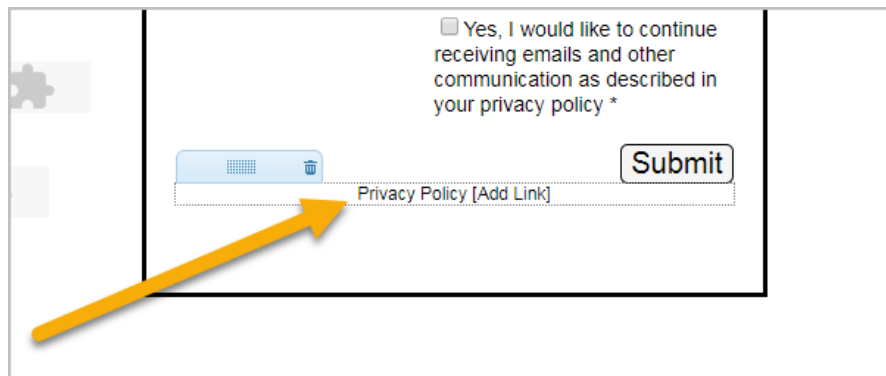 Yes, I would like to continue
receiving emails and other
communication as described in
your privacy policy *
Submit
Privacy Policy [Add Link]